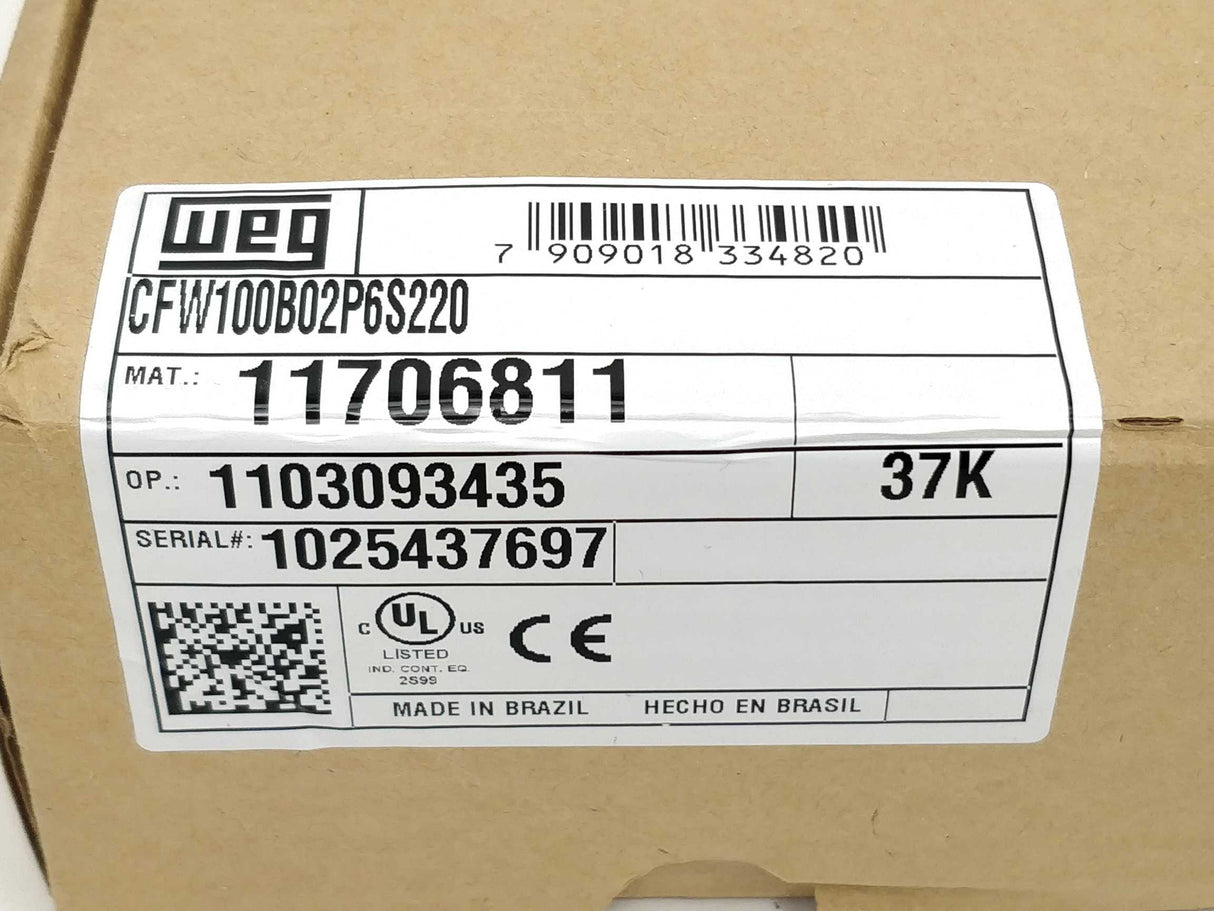 weg
7 909018 334820
CFW100B02P6S220
MAT.: 11706811
OP.: 1103093435 37K
SERIAL#: 1025437697
C UL US
LISTED
IND. CONT. EQ.
2S99
CE
MADE IN BRAZIL HECHO EN BRASIL